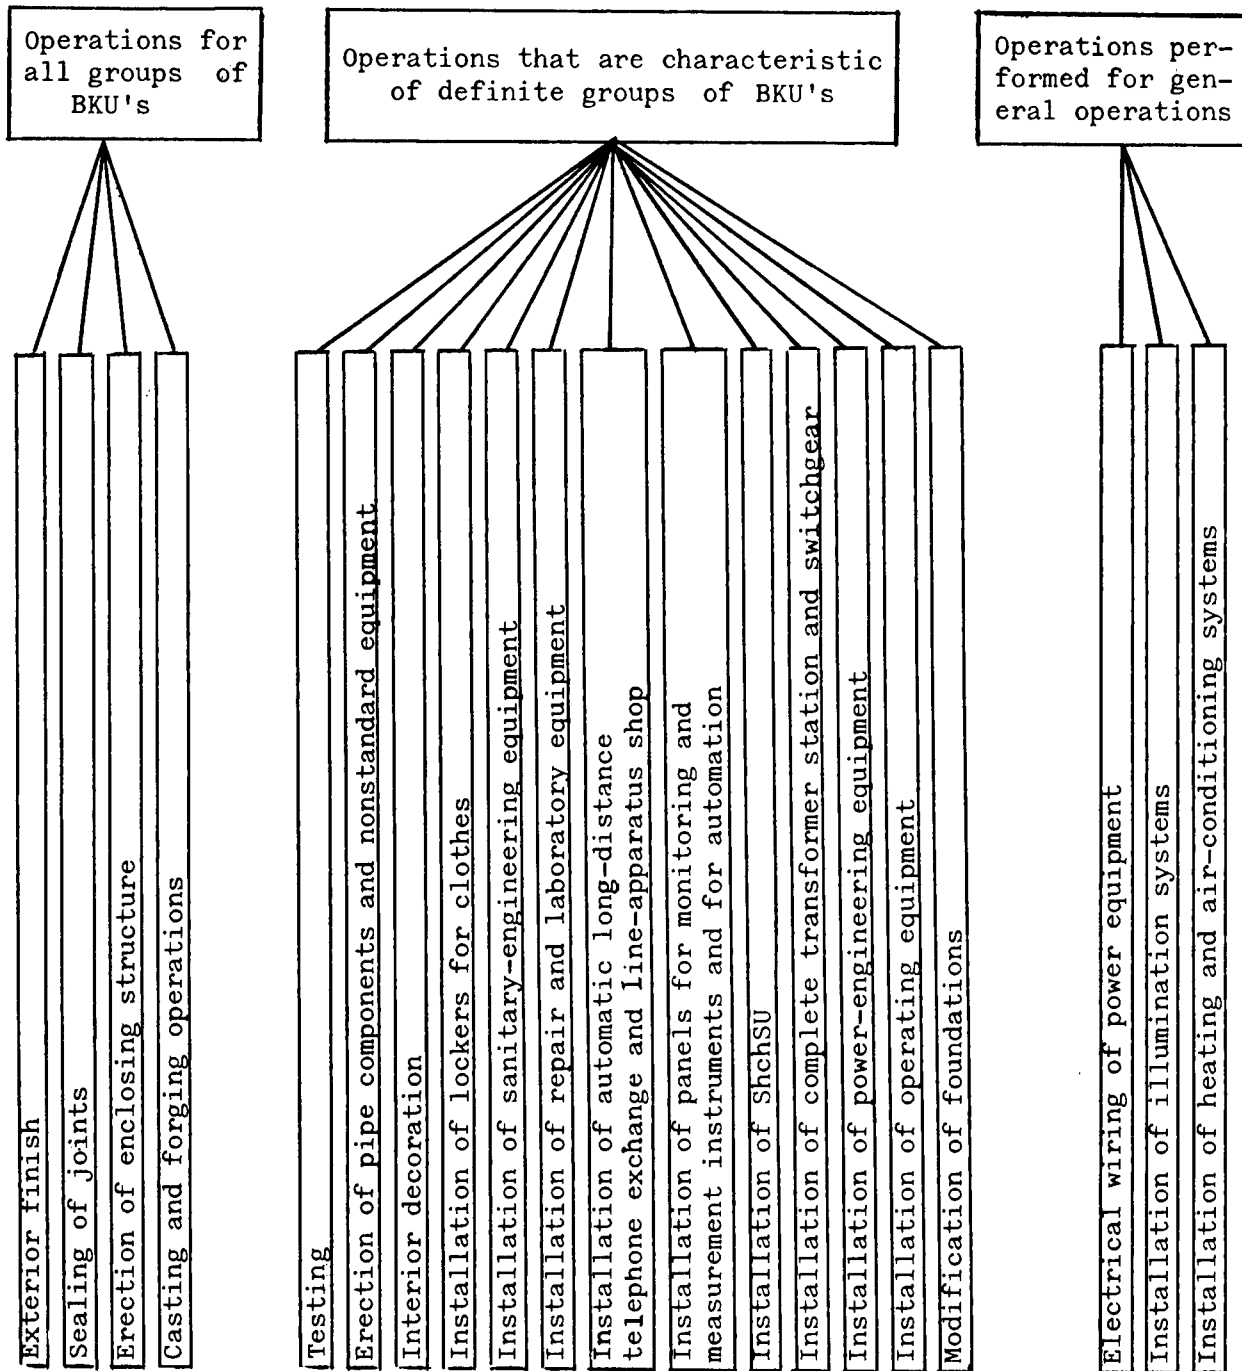 Operations for
all groups of
BKU's
Operations that are characteristic
of definite groups of BKU's
Operations per-
formed for gen-
eral operations
Exterior finish
Sealing of joints
Erection of enclosing structure
Casting and forging operations
Testing
Erection of pipe components and nonstandard equipment
Interior decoration
Installation of lockers for clothes
Installation of sanitary-engineering equipment
Installation of repair and laboratory equipment
Installation of automatic long-distance
telephone exchange and line-apparatus shop
Installation of panels for monitoring and
measurement instruments and for automation
Installation of ShchSU
Installation of complete transformer station and switchgear
Installation of power-engineering equipment
Installation of operating equipment
Modification of foundations
Electrical wiring of power equipment
Installation of illumination systems
Installation of heating and air-conditioning systems